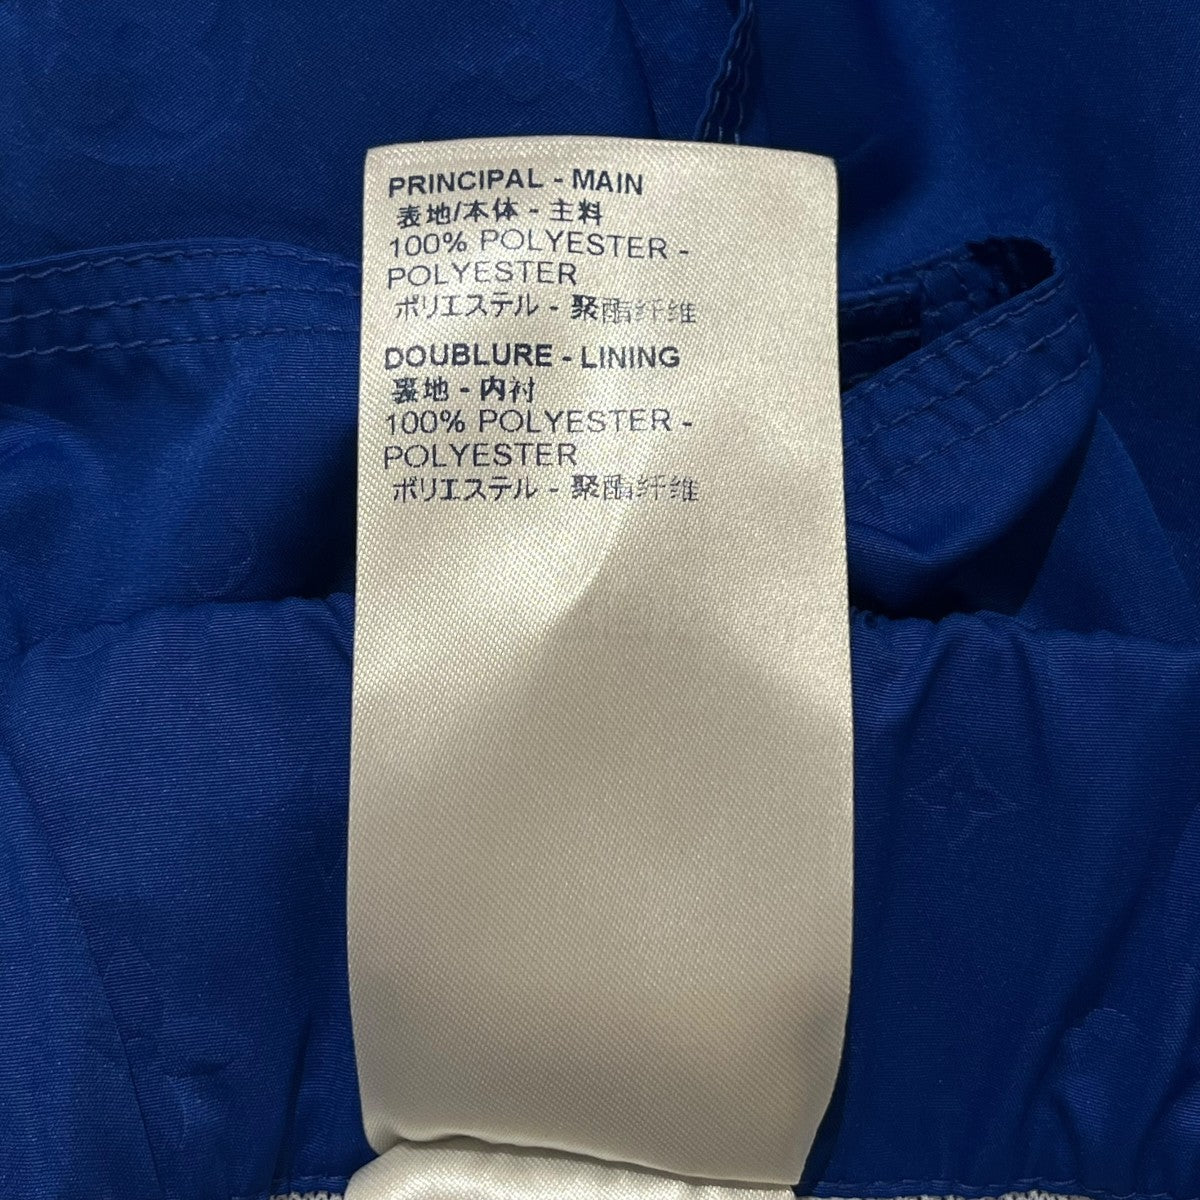 PRINCIPAL - MAIN
表地/本体 - 主料
100% POLYESTER -
POLYESTER
ポリエステル - 聚酯纤维
DOUBLURE - LINING
裏地 - 内衬
100% POLYESTER -
POLYESTER
ポリエステル - 聚酯纤维